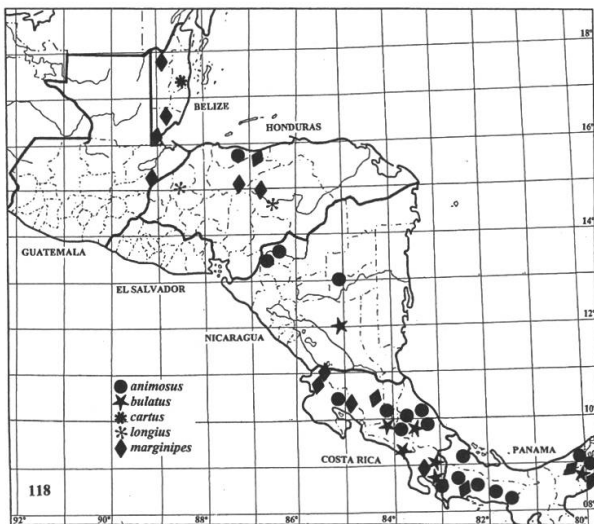 18°
BELIZE
HONDURAS
16°
14°
GUATEMALA
EL SALVADOR
12°
NICARAGUA
animosus
bulatus
cartus
longius
marginipes
10°
PANAMA
COSTA RICA
118
08°
92°
90°
88°
86°
84°
82°
80°